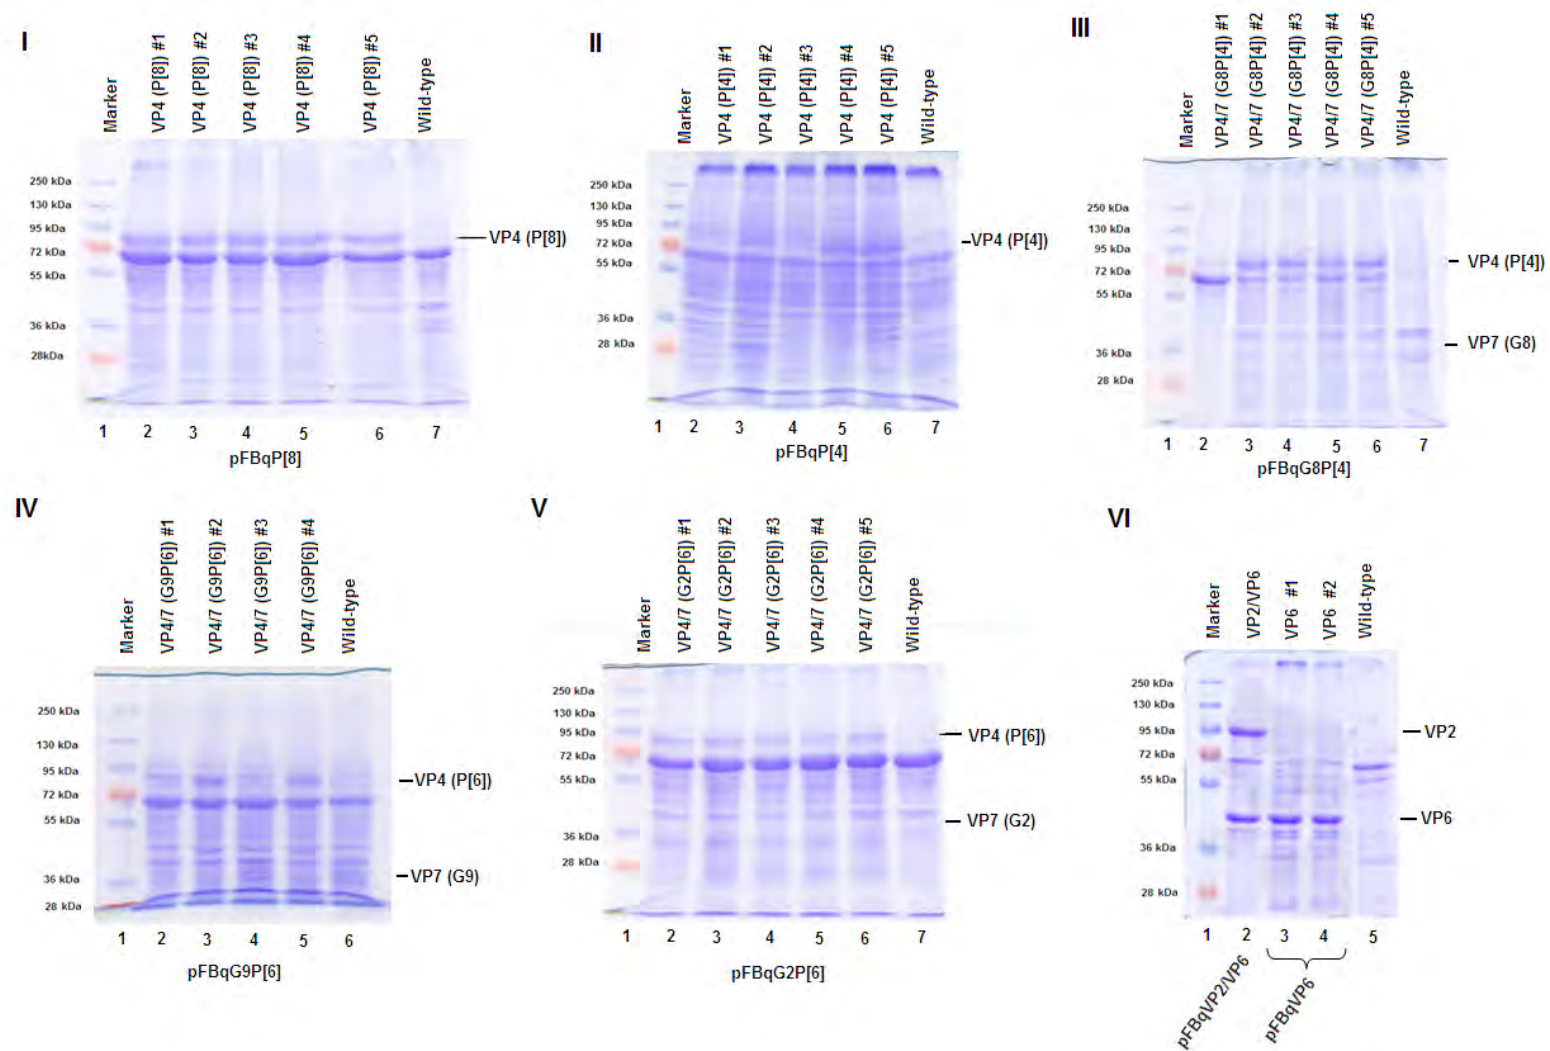 I
Marker
VP4 (P[8]) #1
VP4 (P[8]) #2
VP4 (P[8]) #3
VP4 (P[8]) #4
VP4 (P[8]) #5
Wild-type
250 kDa
130 kDa
95 kDa
72 kDa
55 kDa
36 kDa
28kDa
VP4 (P[8])
1 2 3 4 5 6 7
pFBqP[8]
II
Marker
VP4 (P[4]) #1
VP4 (P[4]) #2
VP4 (P[4]) #3
VP4 (P[4]) #4
VP4 (P[4]) #5
Wild-type
250 kDa
130 kDa
95 kDa
72 kDa
55 kDa
36 kDa
28 kDa
VP4 (P[4])
1 2 3 4 5 6 7
pFBqP[4]
III
Marker
VP4/7 (G8P[4]) #1
VP4/7 (G8P[4]) #2
VP4/7 (G8P[4]) #3
VP4/7 (G8P[4]) #4
VP4/7 (G8P[4]) #5
Wild-type
250 kDa
130 kDa
95 kDa
72 kDa
55 kDa
36 kDa
28 kDa
VP4 (P[4])
VP7 (G8)
1 2 3 4 5 6 7
pFBqG8P[4]
IV
Marker
VP4/7 (G9P[6]) #1
VP4/7 (G9P[6]) #2
VP4/7 (G9P[6]) #3
VP4/7 (G9P[6]) #4
Wild-type
250 kDa
130 kDa
95 kDa
72 kDa
55 kDa
36 kDa
28 kDa
VP4 (P[6])
VP7 (G9)
1 2 3 4 5 6
pFBqG9P[6]
V
Marker
VP4/7 (G2P[6]) #1
VP4/7 (G2P[6]) #2
VP4/7 (G2P[6]) #3
VP4/7 (G2P[6]) #4
VP4/7 (G2P[6]) #5
Wild-type
250 kDa
130 kDa
95 kDa
72 kDa
55 kDa
36 kDa
28 kDa
VP4 (P[6])
VP7 (G2)
1 2 3 4 5 6 7
pFBqG2P[6]
VI
Marker
VP2/VP6
VP6 #1
VP6 #2
Wild-type
250 kDa
130 kDa
95 kDa
72 kDa
55 kDa
36 kDa
28 kDa
VP2
VP6
1 2 3 4 5
pFBqVP2/VP6
pFBqVP6